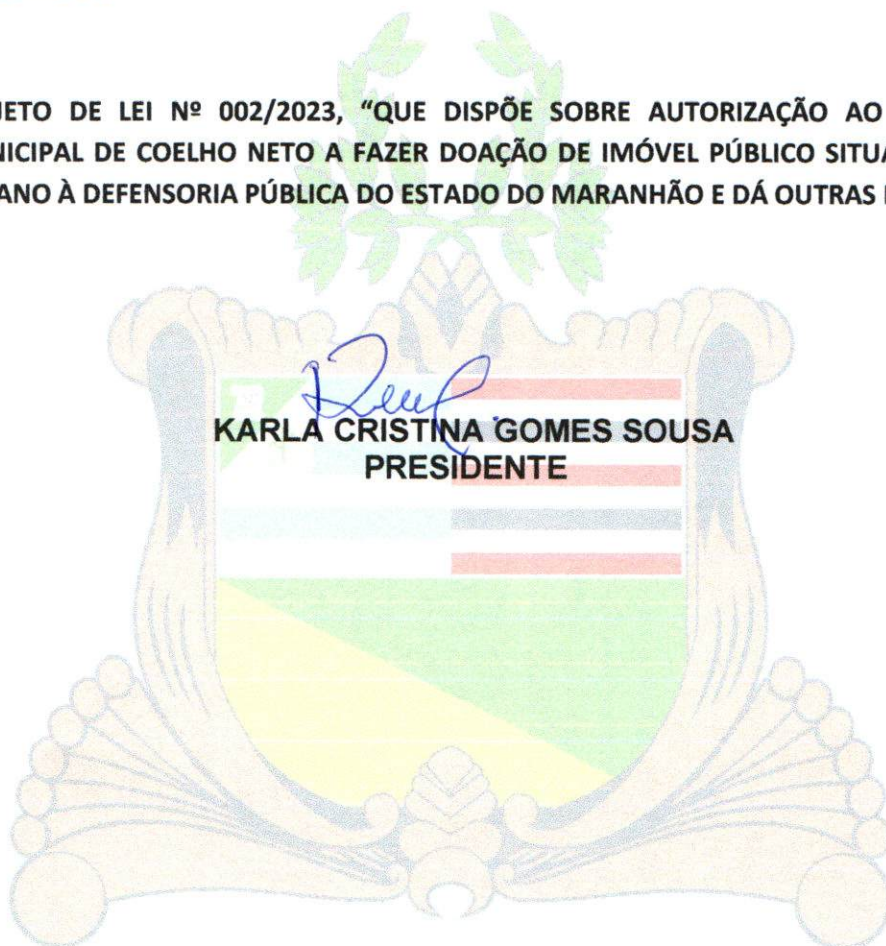 JETO DE LEI Nº 002/2023, “QUE DISPÕE SOBRE AUTORIZAÇÃO AO
NICIPAL DE COELHO NETO A FAZER DOAÇÃO DE IMÓVEL PÚBLICO SITUA
ANO À DEFENSORIA PÚBLICA DO ESTADO DO MARANHÃO E DÁ OUTRAS
KARLA CRISTINA GOMES SOUSA
PRESIDENTE